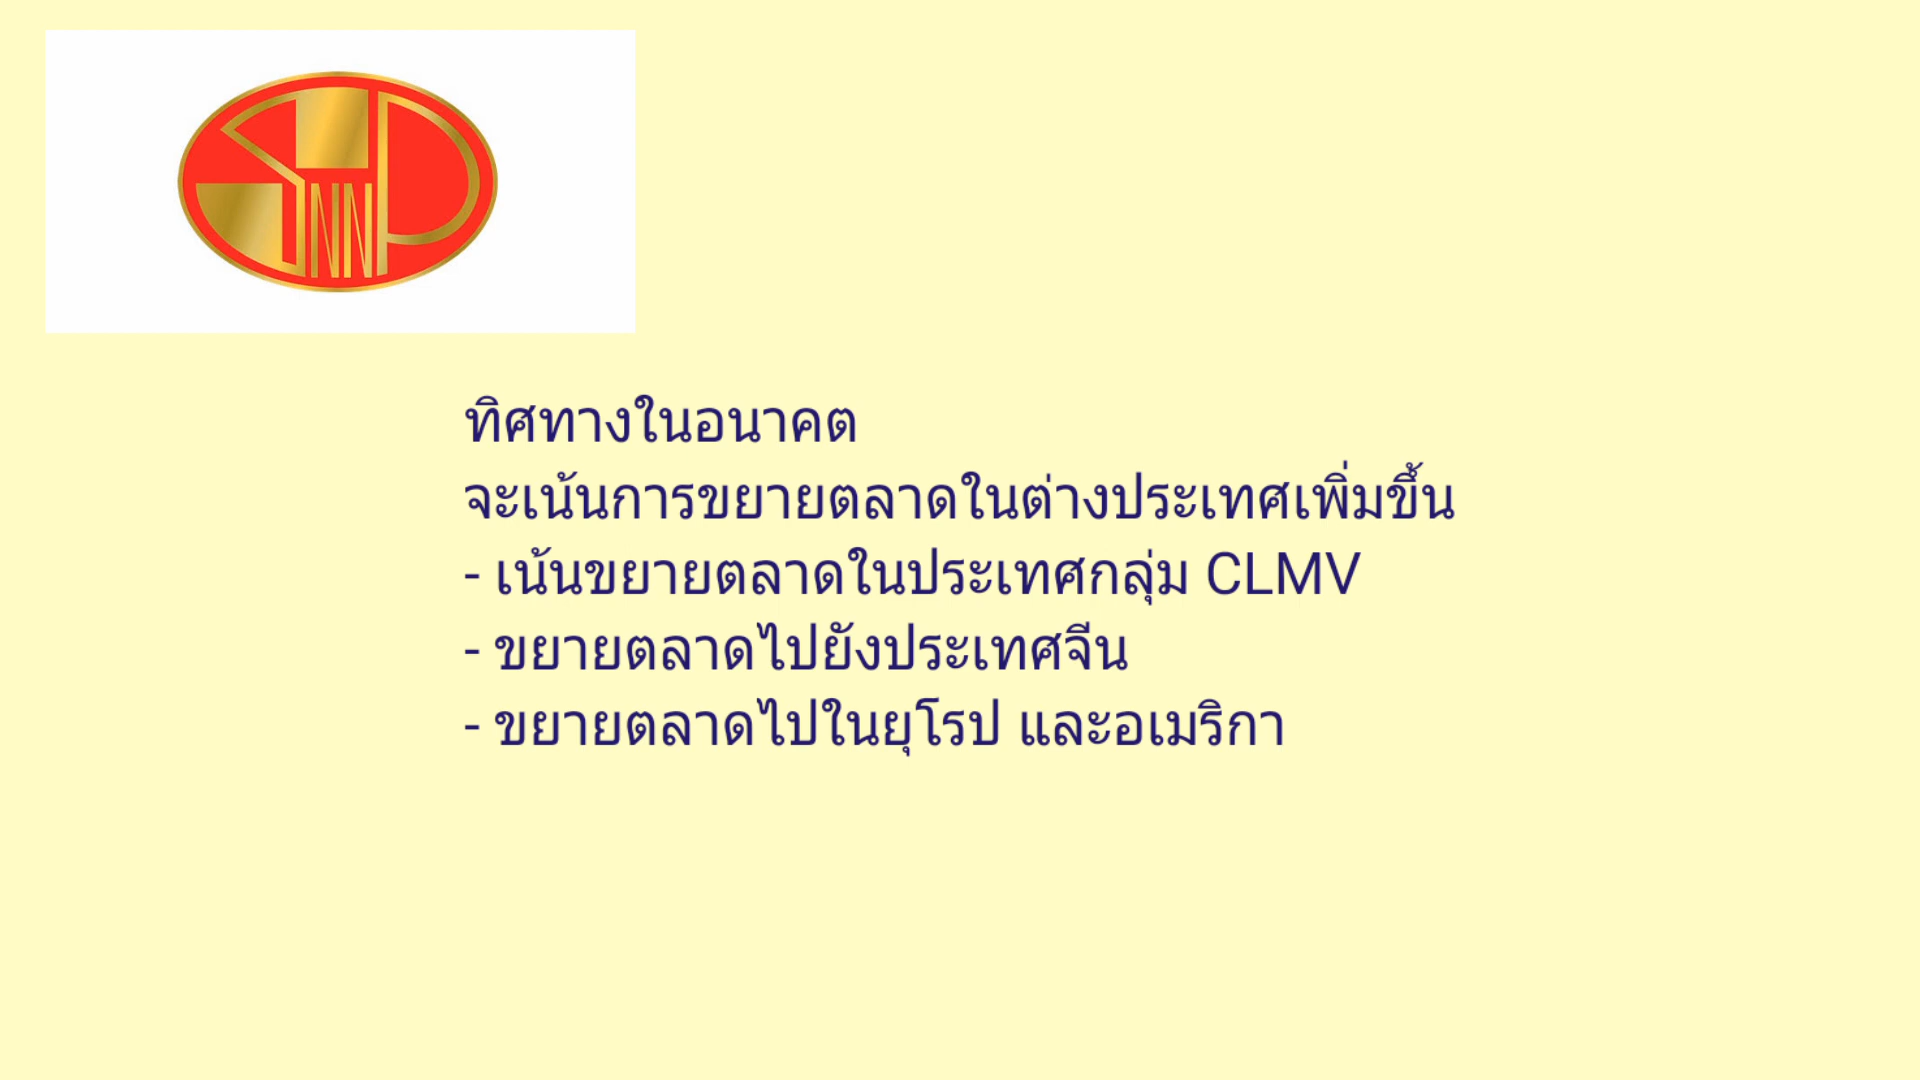 SNNP
ทิศทางในอนาคต
จะเน้นการขยายตลาดในต่างประเทศเพิ่มขึ้น
- เน้นขยายตลาดในประเทศกลุ่ม CLMV
- ขยายตลาดไปยังประเทศจีน
- ขยายตลาดไปในยุโรป และอเมริกา